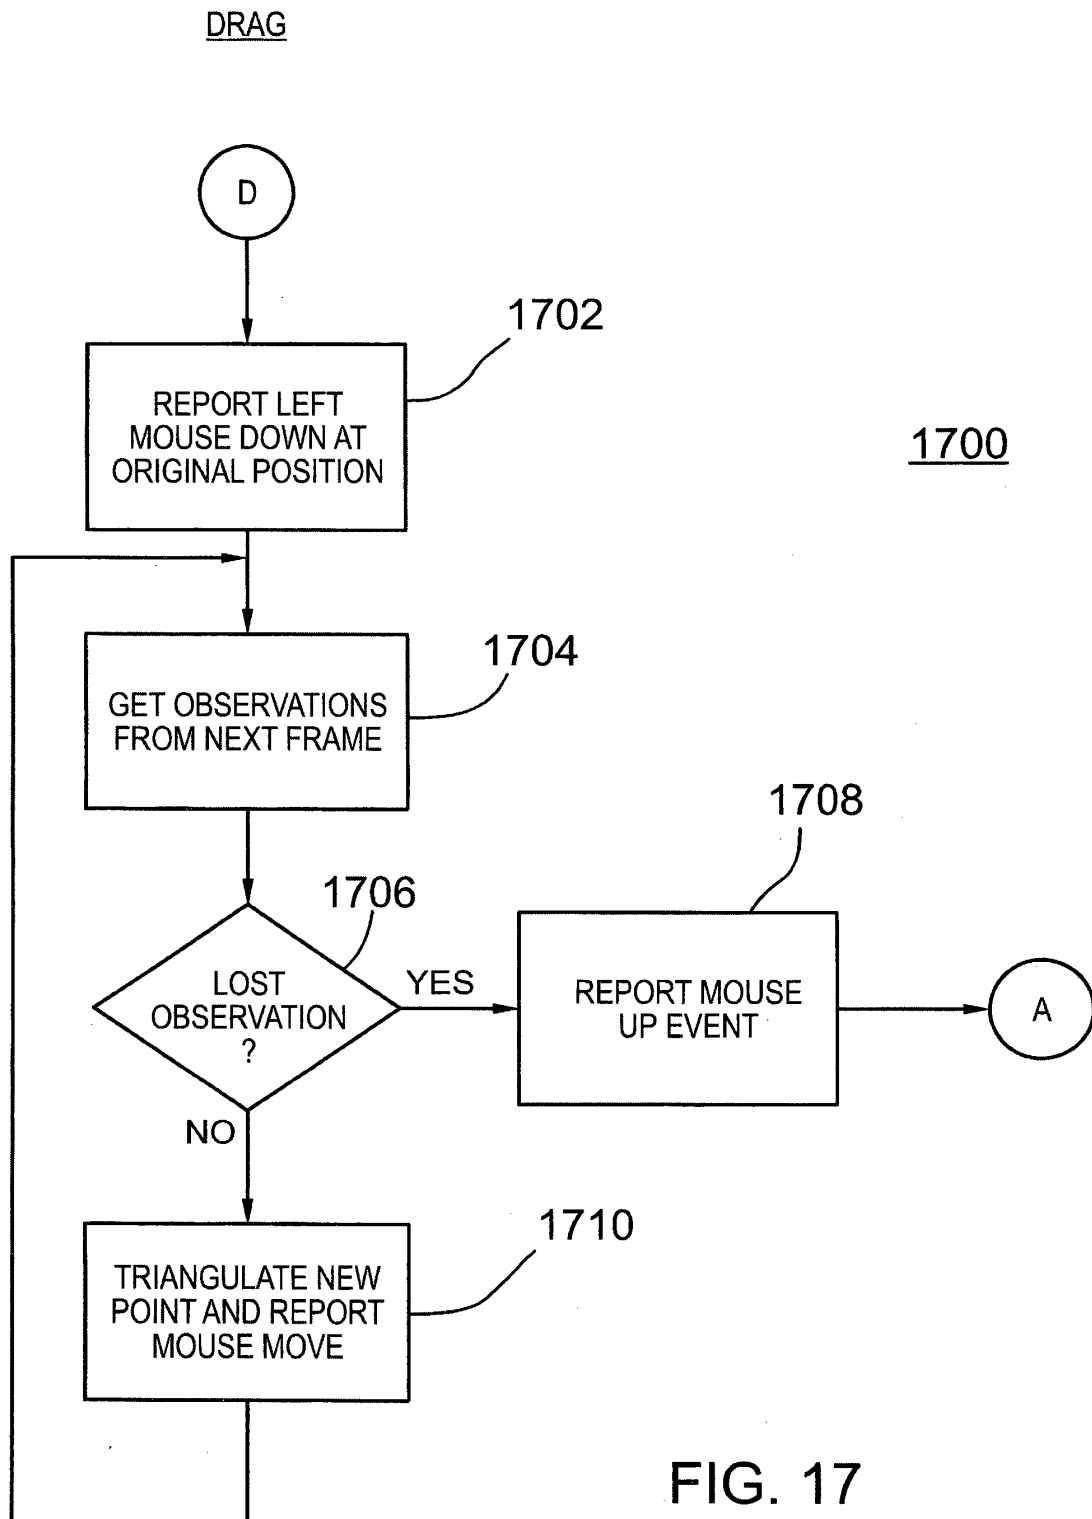 DRAG
D
1702
REPORT LEFT
MOUSE DOWN AT
ORIGINAL POSITION
1700
1704
GET OBSERVATIONS
FROM NEXT FRAME
1708
1706
LOST
OBSERVATION
?
YES
REPORT MOUSE
UP EVENT
A
NO
1710
TRIANGULATE NEW
POINT AND REPORT
MOUSE MOVE
FIG. 17